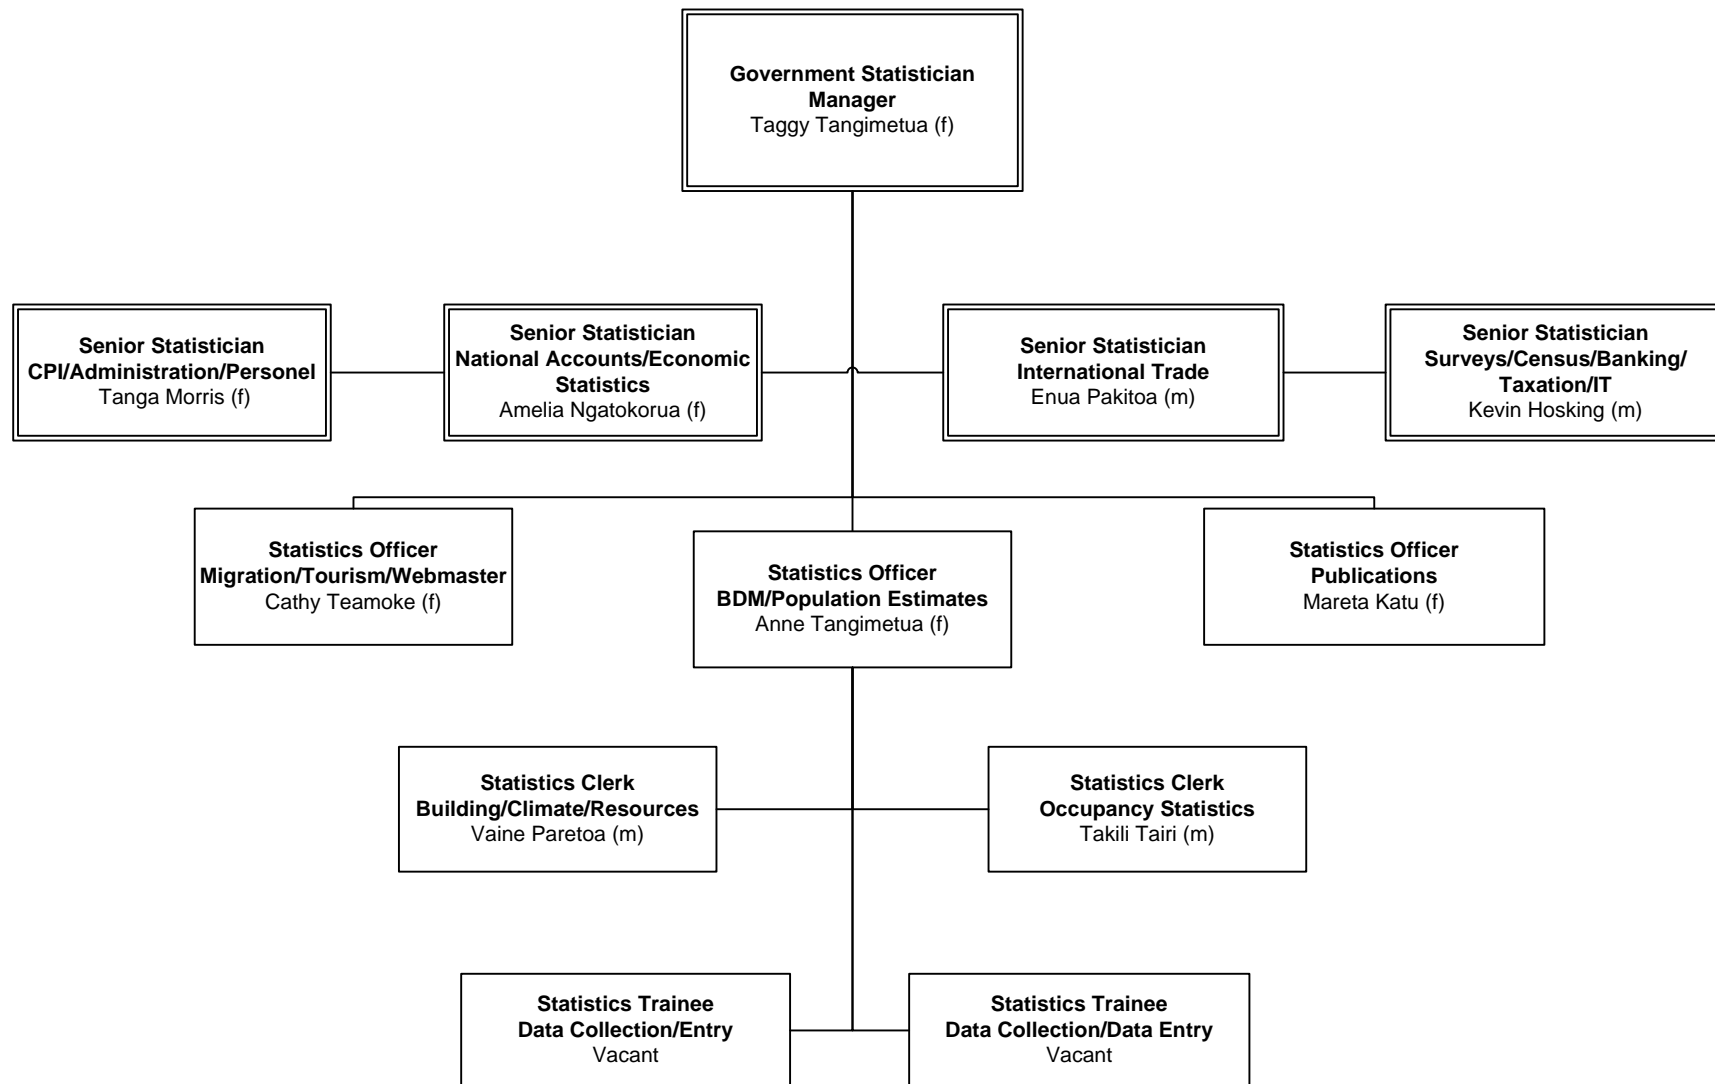 Government Statistician
Manager
Taggy Tangimetua (f)
Senior Statistician
CPI/Administration/Personel
Tanga Morris (f)
Senior Statistician
National Accounts/Economic
Statistics
Amelia Ngatokorua (f)
Senior Statistician
International Trade
Enua Pakitoa (m)
Senior Statistician
Surveys/Census/Banking/
Taxation/IT
Kevin Hosking (m)
Statistics Officer
Migration/Tourism/Webmaster
Cathy Teamoke (f)
Statistics Officer
BDM/Population Estimates
Anne Tangimetua (f)
Statistics Officer
Publications
Mareta Katu (f)
Statistics Clerk
Building/Climate/Resources
Vaine Paretoa (m)
Statistics Clerk
Occupancy Statistics
Takili Tairi (m)
Statistics Trainee
Data Collection/Entry
Vacant
Statistics Trainee
Data Collection/Data Entry
Vacant